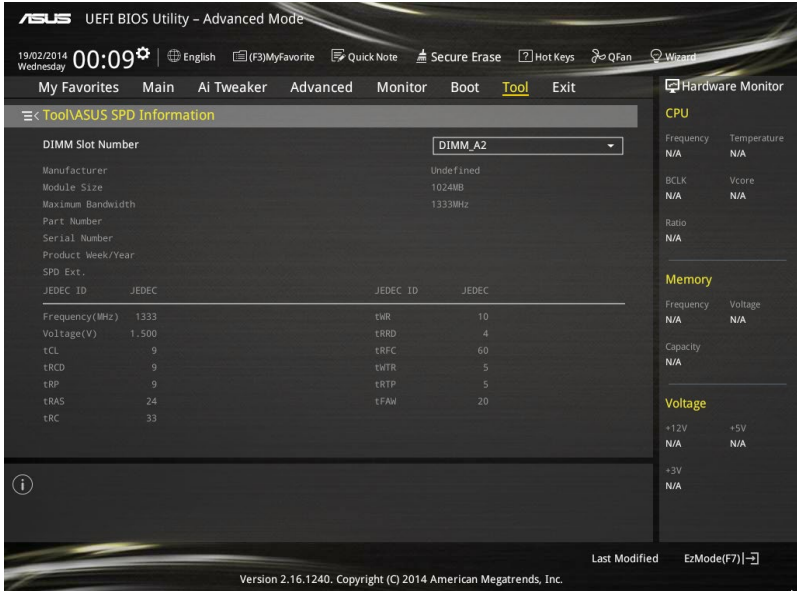 ASUS UEFI BIOS Utility – Advanced Mode
19/02/2014
Wednesday
00:09
English
(F3)MyFavorite
Quick Note
Secure Erase
? Hot Keys
QFan
Wizard
My Favorites Main Ai Tweaker Advanced Monitor Boot Tool Exit
Tool\ASUS SPD Information
DIMM Slot Number DIMM_A2
Manufacturer Undefined
Module Size 1024MB
Maximum Bandwidth 1333MHz
Part Number
Serial Number
Product Week/Year
SPD Ext.
JEDEC ID JEDEC JEDEC ID JEDEC
Frequency(MHz) 1333 tWR 10
Voltage(V) 1.500 tRRD 4
tCL 9 tRFC 60
tRCD 9 tWTR 5
tRP 9 tRTP 5
tRAS 24 tFAW 20
tRC 33
Hardware Monitor
CPU
Frequency Temperature
N/A N/A
BCLK Vcore
N/A N/A
Ratio
N/A
Memory
Frequency Voltage
N/A N/A
Capacity
N/A
Voltage
+12V +5V
N/A N/A
+3V
N/A
i
Last Modified EzMode(F7)
Version 2.16.1240. Copyright (C) 2014 American Megatrends, Inc.